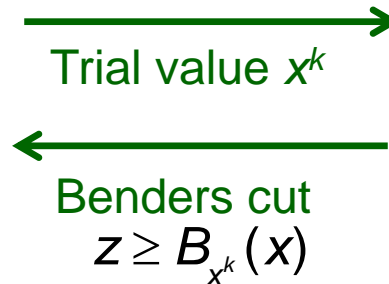 Trial value x^k
Benders cut
z ≥ B_{x^k}(x)